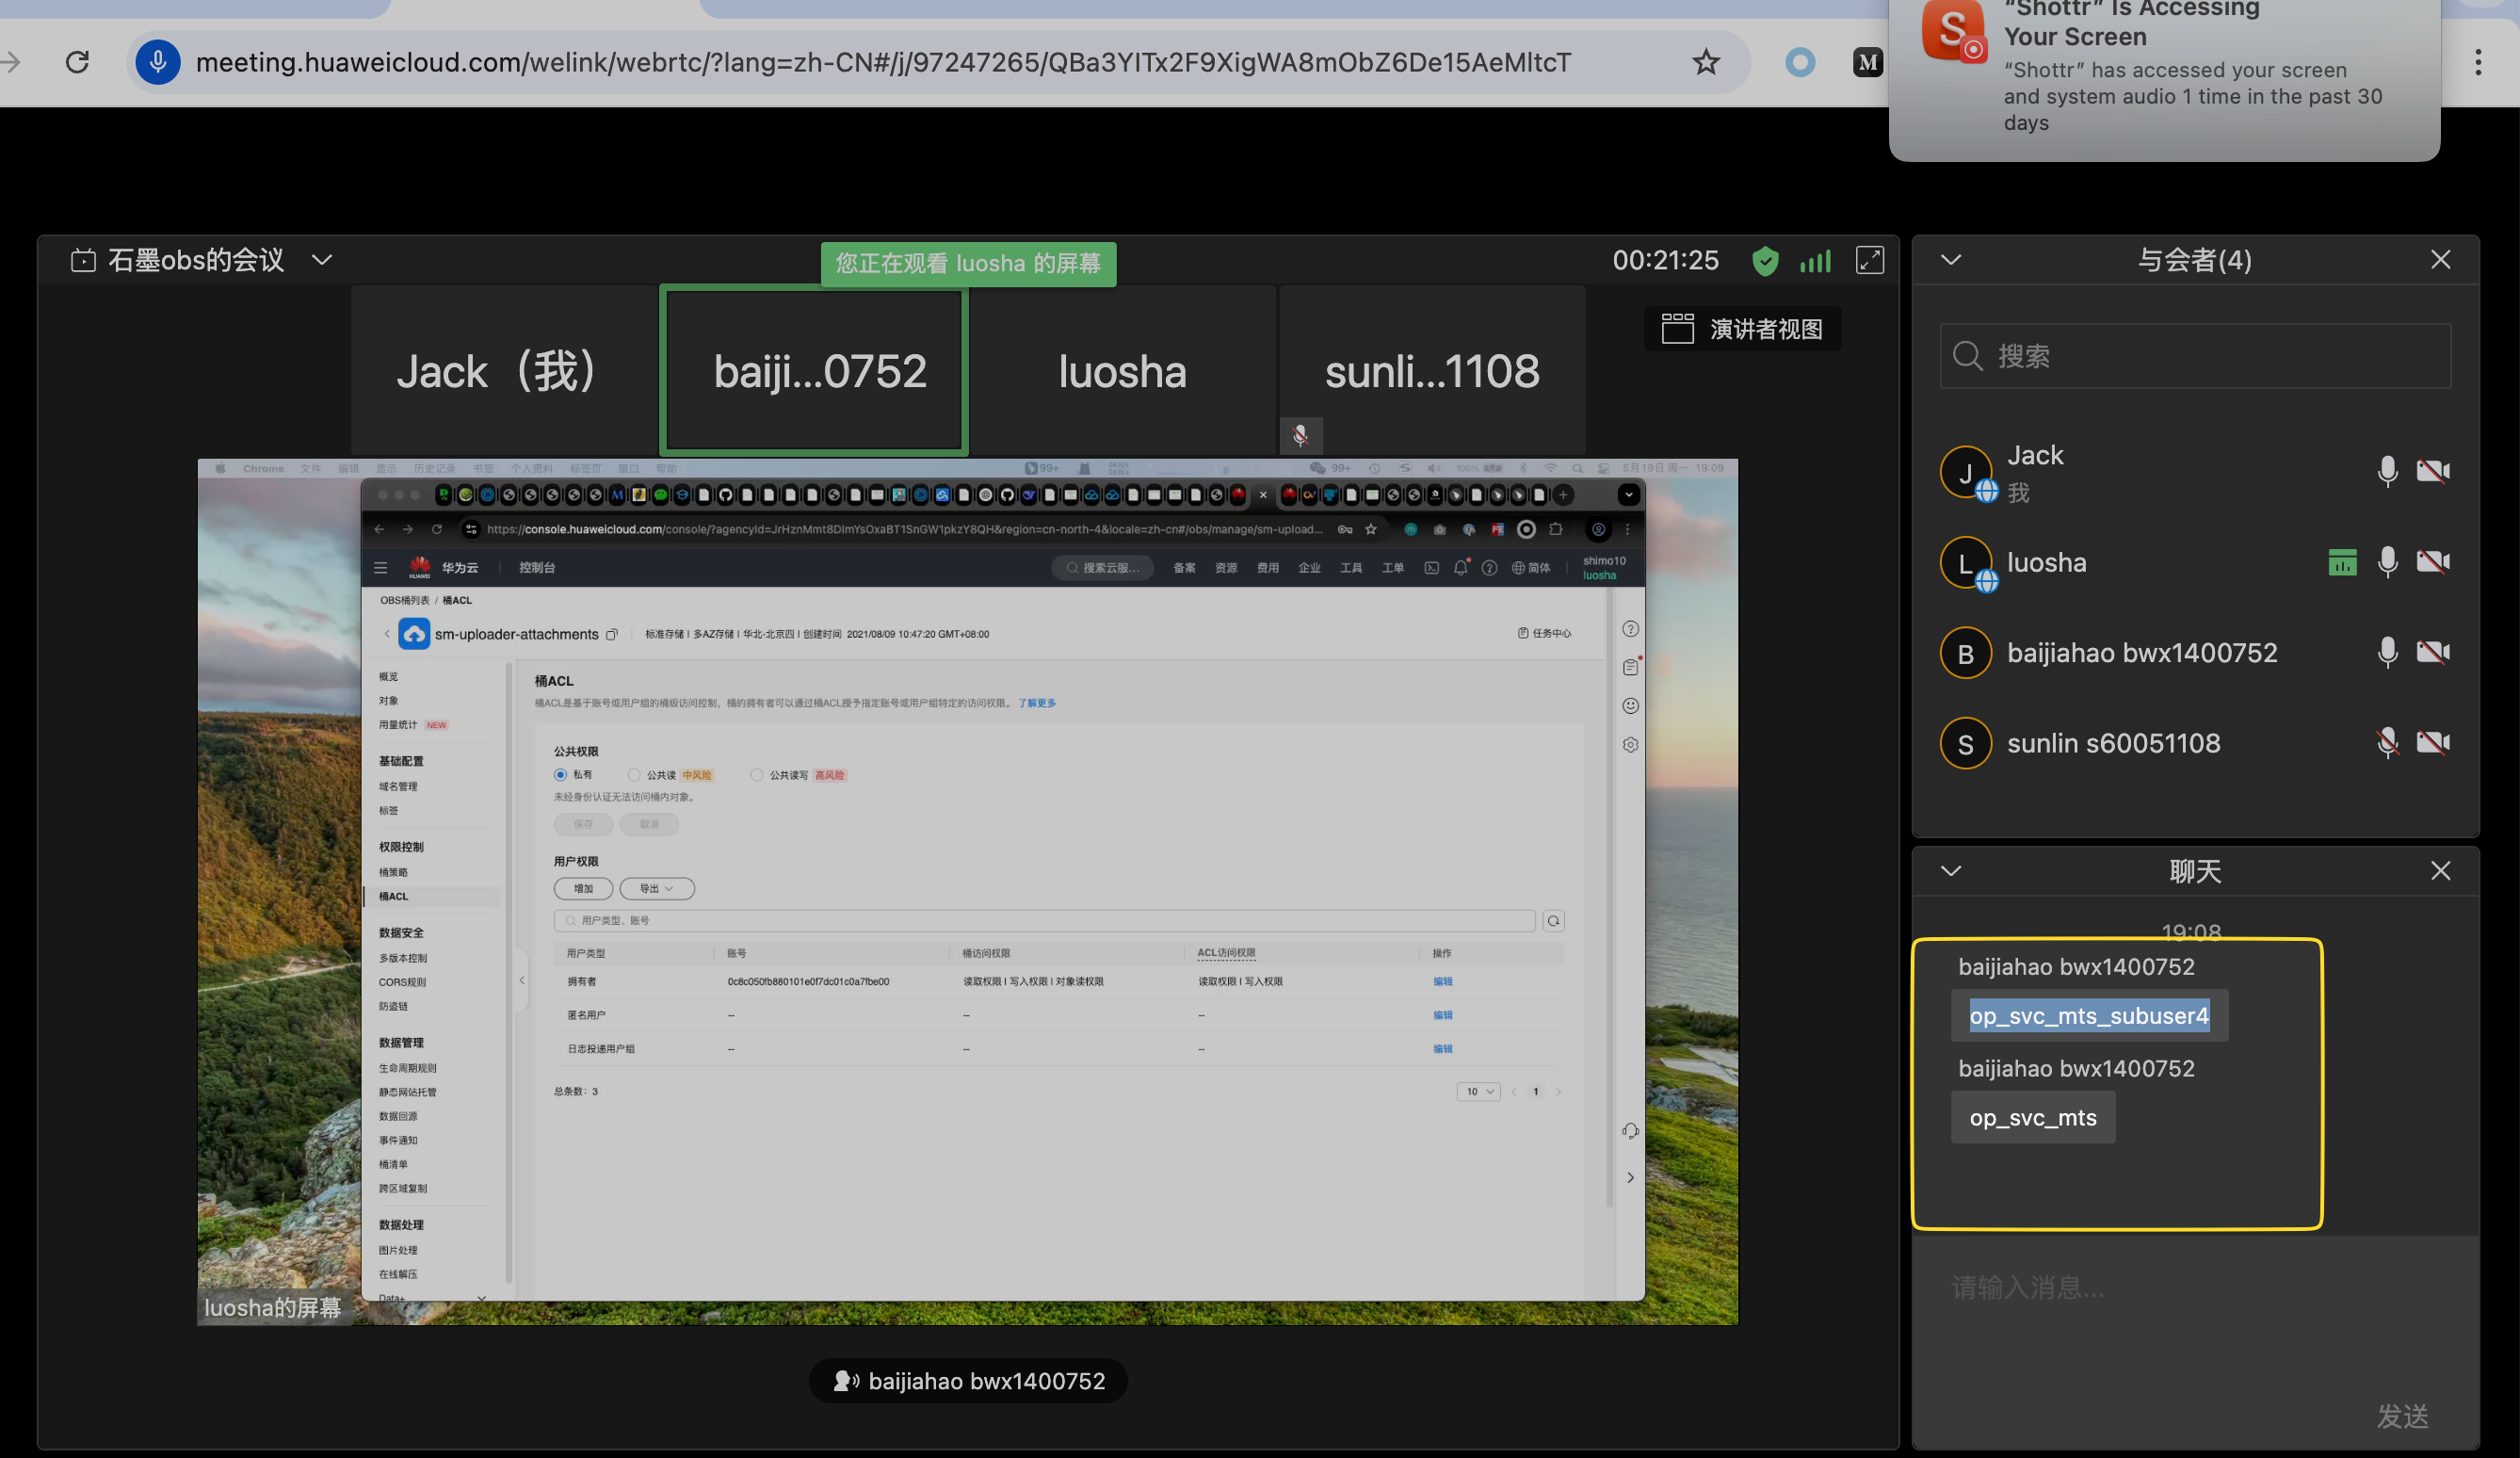 "Shottr" Is Accessing
Your Screen
"Shottr" has accessed your screen
and system audio 1 time in the past 30
days
meeting.huaweicloud.com/welink/webrtc/?lang=zh-CN#/j/97247265/QBa3YITx2F9XigWA8mObZ6De15AeMltcT
石墨obs的会议
您正在观看 luosha 的屏幕
00:21:25
演讲者视图
Jack（我）
baiji...0752
luosha
sunli...1108
Chrome 文件 编辑 显示 历史记录 书签 个人资料 标签页 窗口 帮助
99+
99+
100%
5月19日 周一 19:09
https://console.huaweicloud.com/console/?agencyId=JrHznMmt8DImYsOxaBT1SnGW1pkzY8QH&region=cn-north-4&locale=zh-cn#/obs/manage/sm-upload...
HUAWEI
华为云
控制台
搜索云服...
备案 资源 费用 企业 工具 工单
简体
shimo10
luosha
OBS桶列表 / 桶ACL
sm-uploader-attachments
标准存储 | 多AZ存储 | 华北-北京四 | 创建时间 2021/08/09 10:47:20 GMT+08:00
任务中心
概览
对象
用量统计 NEW
基础配置
域名管理
标签
权限控制
桶策略
桶ACL
数据安全
多版本控制
CORS规则
防盗链
数据管理
生命周期规则
静态网站托管
数据回源
事件通知
桶清单
跨区域复制
数据处理
图片处理
在线解压
Data+
桶ACL
桶ACL是基于账号或用户组的桶级访问控制，桶的拥有者可以通过桶ACL授予指定账号或用户组特定的访问权限。 了解更多
公共权限
私有
公共读 中风险
公共读写 高风险
未经身份认证无法访问桶内对象。
保存 取消
用户权限
增加 导出
用户类型、账号
用户类型 账号 桶访问权限 ACL访问权限 操作
拥有者 0c8c050fb880101e0f7dc01c0a7fbe00 读取权限 | 写入权限 | 对象读权限 读取权限 | 写入权限 编辑
匿名用户 -- -- -- 编辑
日志投递用户组 -- -- -- 编辑
总条数：3
10
1
luosha的屏幕
baijiahao bwx1400752
与会者(4)
搜索
J
Jack
我
L
luosha
B
baijiahao bwx1400752
S
sunlin s60051108
聊天
19:08
baijiahao bwx1400752
op_svc_mts_subuser4
baijiahao bwx1400752
op_svc_mts
请输入消息...
发送